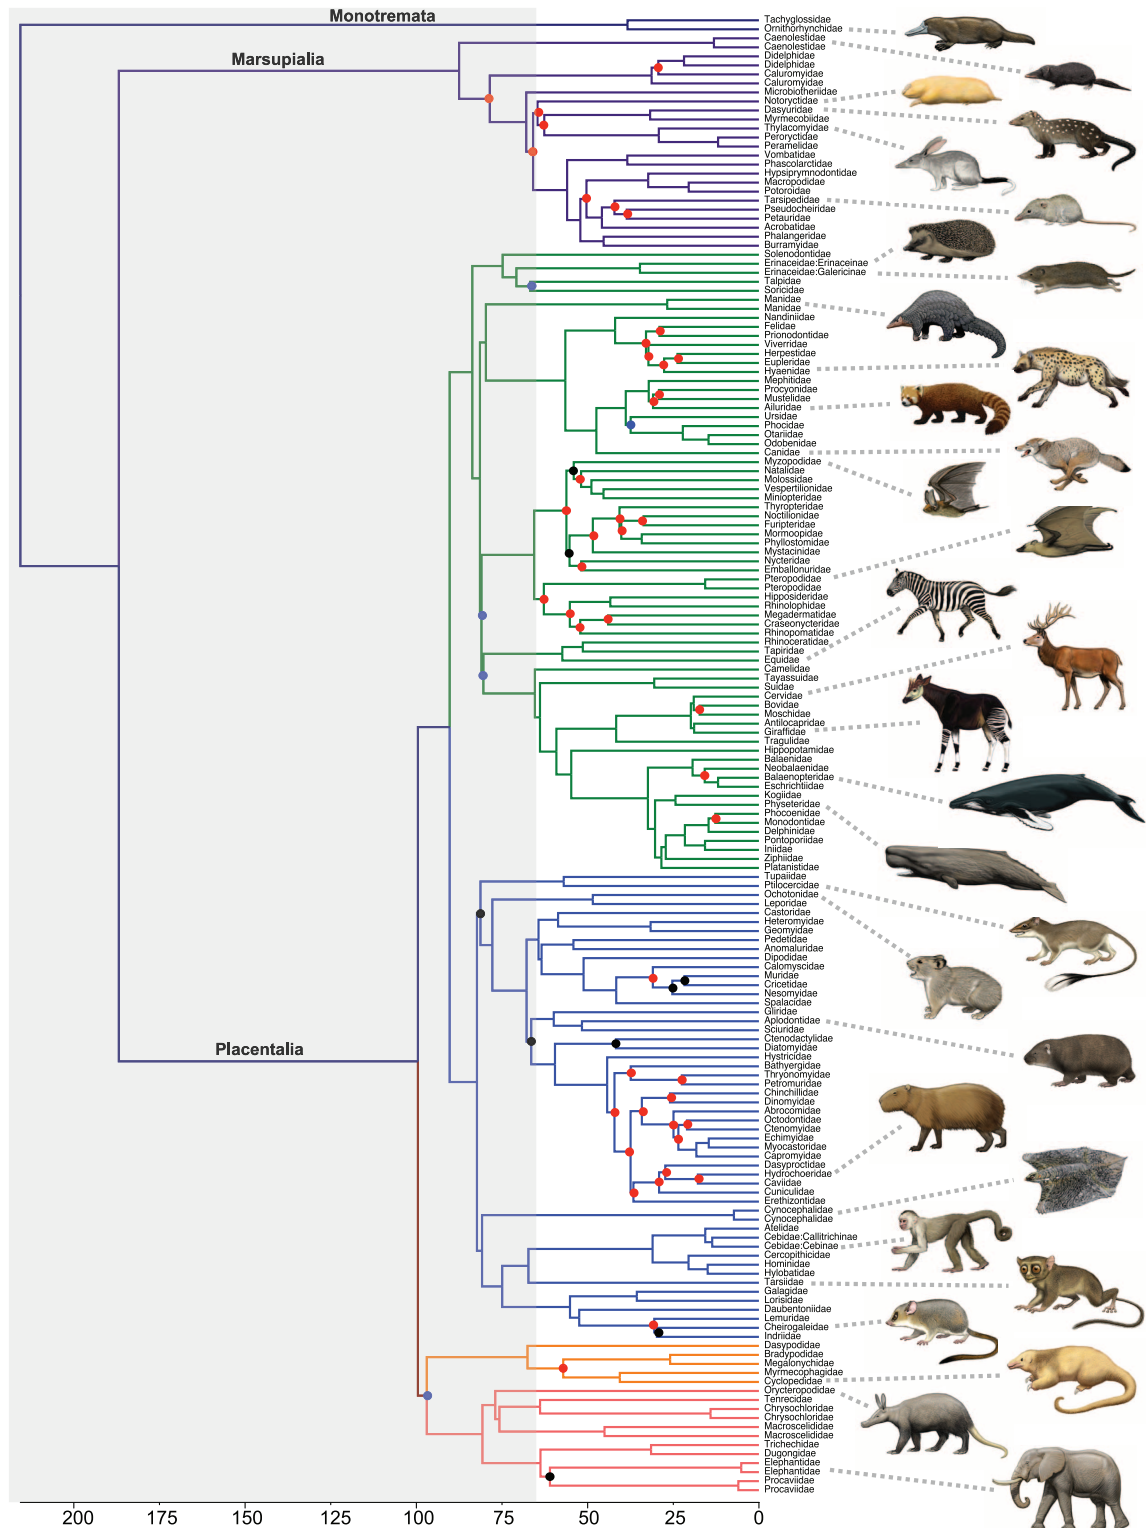 Monotremata
Tachyglossidae
Ornithorhynchidae
Caenolestidae
Caenolestidae
Marsupialia
Didelphidae
Didelphidae
Caluromyidae
Caluromyidae
Microbiotheriidae
Notoryctidae
Dasyuridae
Myrmecobiidae
Thylacomyidae
Peroryctidae
Peramelidae
Vombatidae
Phascolarctidae
Hypsiprymnodontidae
Macropodidae
Potoroidae
Tarsipedidae
Pseudocheiridae
Petauridae
Acrobatidae
Phalangeridae
Burramyidae
Solenodontidae
Erinaceidae:Erinaceinae
Erinaceidae:Galericinae
Talpidae
Soricidae
Manidae
Manidae
Nandiniidae
Felidae
Prionodontidae
Viverridae
Herpestidae
Eupleridae
Hyaenidae
Mephitidae
Procyonidae
Mustelidae
Ailuridae
Ursidae
Phocidae
Otariidae
Odobenidae
Canidae
Myzopodidae
Natalidae
Molossidae
Vespertilionidae
Miniopteridae
Thyropteridae
Noctilionidae
Furipteridae
Mormoopidae
Phyllostomidae
Mystacinidae
Nycteridae
Emballonuridae
Pteropodidae
Pteropodidae
Hipposideridae
Rhinolophidae
Megadermatidae
Craseonycteridae
Rhinopomatidae
Rhinoceratidae
Tapiridae
Equidae
Camelidae
Tayassuidae
Suidae
Cervidae
Bovidae
Moschidae
Antilocapridae
Giraffidae
Tragulidae
Hippopotamidae
Balaenidae
Neobalaenidae
Balaenopteridae
Eschrichtiidae
Kogiidae
Physeteridae
Phocoenidae
Monodontidae
Delphinidae
Pontoporiidae
Iniidae
Ziphiidae
Platanistidae
Tupaiidae
Ptilocercidae
Ochotonidae
Leporidae
Castoridae
Heteromyidae
Geomyidae
Pedetidae
Anomaluridae
Dipodidae
Calomyscidae
Muridae
Cricetidae
Nesomyidae
Spalacidae
Gliridae
Aplodontidae
Sciuridae
Ctenodactylidae
Placentalia
Diatomyidae
Hystricidae
Bathyergidae
Thryonomyidae
Petromuridae
Chinchillidae
Dinomyidae
Abrocomidae
Octodontidae
Ctenomyidae
Echimyidae
Myocastoridae
Capromyidae
Dasyproctidae
Hydrochoeridae
Caviidae
Cuniculidae
Erethizontidae
Cynocephalidae
Cynocephalidae
Atelidae
Cebidae:Callitrichinae
Cebidae:Cebinae
Cercopithicidae
Hominidae
Hylobatidae
Tarsiidae
Galagidae
Lorisidae
Daubentoniidae
Lemuridae
Cheirogaleidae
Indriidae
Dasypodidae
Bradypodidae
Megalonychidae
Myrmecophagidae
Cyclopedidae
Orycteropodidae
Tenrecidae
Chrysochloridae
Chrysochloridae
Macroscelididae
Macroscelididae
Trichechidae
Dugongidae
Elephantidae
Elephantidae
Procaviidae
Procaviidae
200 175 150 125 100 75 50 25 0